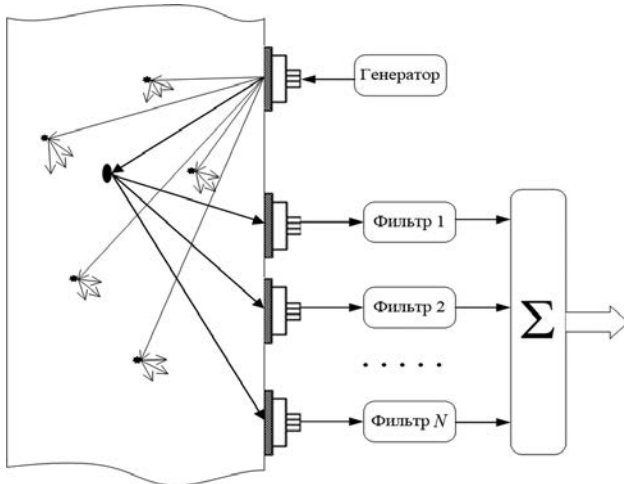 Генератор
Фильтр 1
Фильтр 2
. . . . .
Фильтр N
Σ